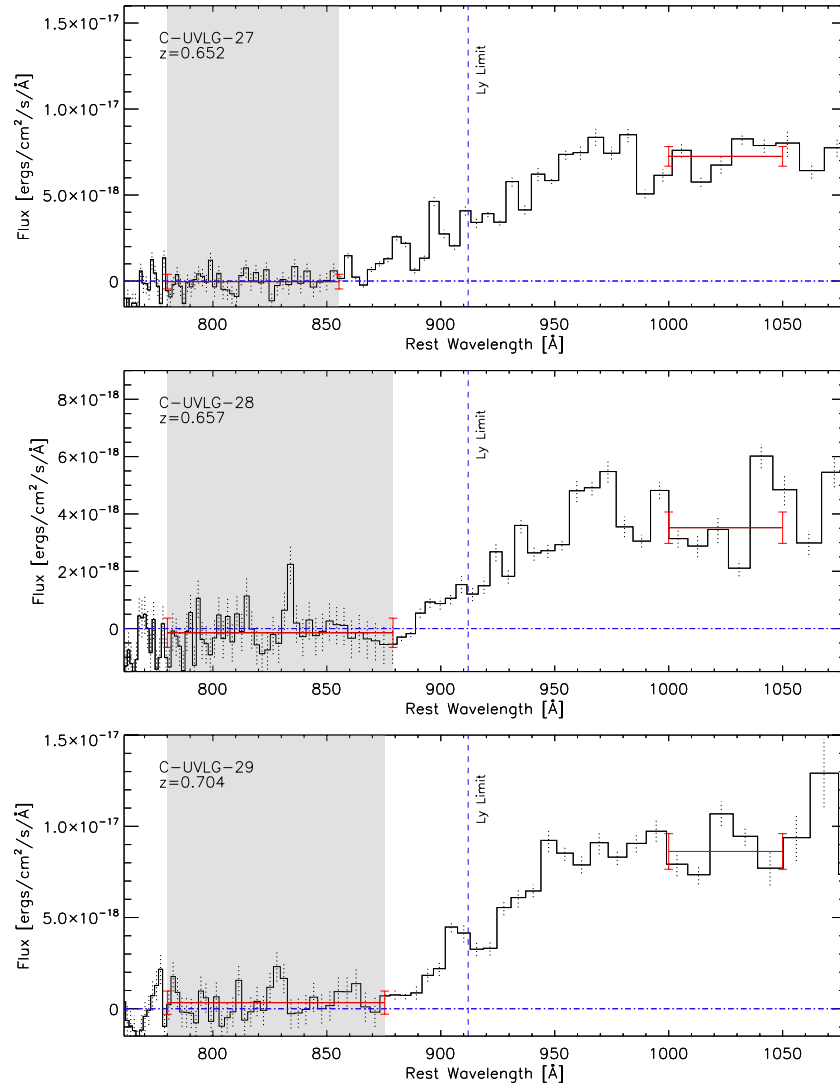 1.5×10⁻¹⁷
1.0×10⁻¹⁷
5.0×10⁻¹⁸
0
Flux [ergs/cm²/s/Å]
C-UVLG-27
z=0.652
Ly Limit
800 850 900 950 1000 1050
Rest Wavelength [Å]
8×10⁻¹⁸
6×10⁻¹⁸
4×10⁻¹⁸
2×10⁻¹⁸
0
Flux [ergs/cm²/s/Å]
C-UVLG-28
z=0.657
Ly Limit
800 850 900 950 1000 1050
Rest Wavelength [Å]
1.5×10⁻¹⁷
1.0×10⁻¹⁷
5.0×10⁻¹⁸
0
Flux [ergs/cm²/s/Å]
C-UVLG-29
z=0.704
Ly Limit
800 850 900 950 1000 1050
Rest Wavelength [Å]